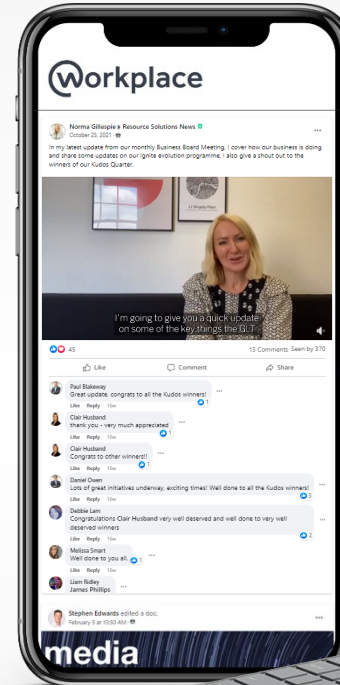 workplace
Norma Gillespie ▸ Resource Solutions News
October 25, 2021 ·
In my latest update from our monthly Business Board Meeting, I cover how our business is doing
and share some updates on our Ignite evolution programme. I also give a shout out to the
winners of our Kudos Quarter.
I'm going to give you a quick update
on some of the key things the GLT
45
13 Comments Seen by 370
Like Comment Share
Paul Blakeway
Great update, congrats to all the Kudos winners!
1
Like Reply 16w
Clair Husband
thank you - very much appreciated
1
Like Reply 16w
Clair Husband
Congrats to other winners!!
1
Like Reply 16w
Daniel Owen
Lots of great initiatives underway, exciting times! Well done to all the Kudos winners!
3
Like Reply 16w
Debbie Lam
Congratulations Clair Husband very well deserved and well done to very well
deserved winners
2
Like Reply 16w
Melissa Smart
Well done to you all.
1
Like Reply 16w
Liam Ridley
James Phillips
Stephen Edwards edited a doc.
February 5 at 10:50 AM ·
media